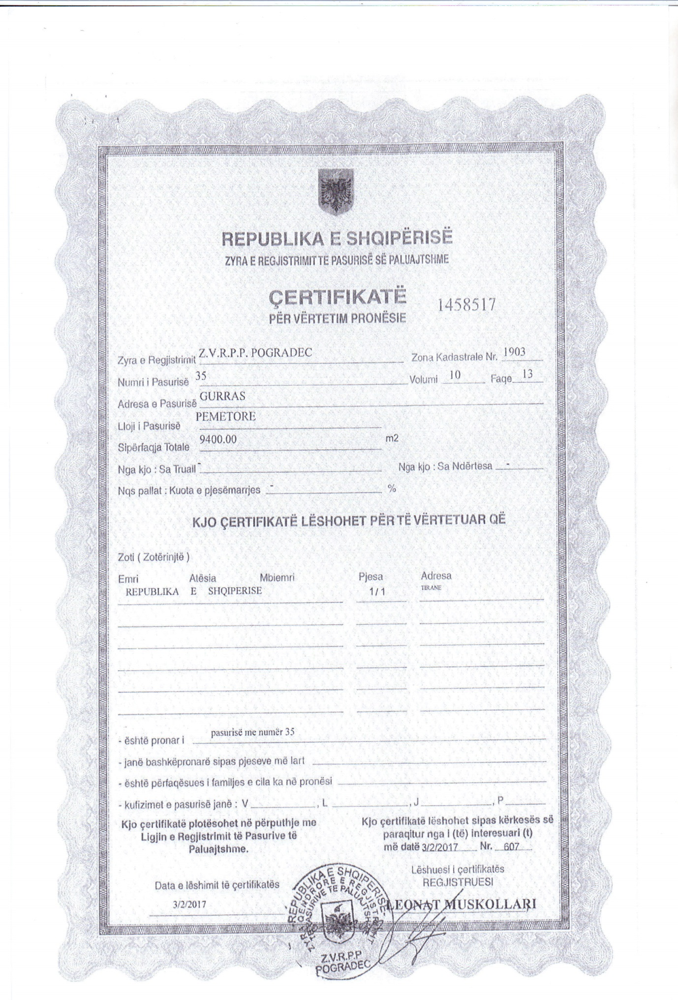 REPUBLIKA E SHQIPËRISË
ZYRA E REGJISTRIMIT TE PASURISË SË PALUAJTSHME
ÇERTIFIKATË 1458517
PËR VËRTETIM PRONËSIE
Zyra e Regjistrimit Z.V.R.P.P. POGRADEC Zona Kadastrale Nr. 1903
Numri i Pasurisë 35 Volumi 10 Faqe 13
Adresa e Pasurisë GURRAS
Lloji i Pasurisë PEMETORE
Sipërfaqja Totale 9400.00 m2
Nga kjo : Sa Truall - Nga kjo : Sa Ndërtesa -
Nqs pallat : Kuota e pjesëmarrjes - %
KJO ÇERTIFIKATË LËSHOHET PËR TË VËRTETUAR QË
Zoti ( Zotërinjtë )
Emri Atësia Mbiemri Pjesa Adresa
REPUBLIKA E SHQIPERISE 1/1 TIRANE
- është pronar i pasurisë me numër 35
- janë bashkëpronarë sipas pjeseve më lart
- është përfaqësues i familjes e cila ka në pronësi
- kufizimet e pasurisë janë : V , L , J , P
Kjo çertifikatë plotësohet në përputhje me
Ligjin e Regjistrimit të Pasurive të
Paluajtshme.
Kjo çertifikatë lëshohet sipas kërkesës së
paraqitur nga i (të) interesuari (t)
më datë 3/2/2017 Nr. 607
Lëshuesi i çertifikatës
REGJISTRUESI
LEONAT MUSKOLLARI
Data e lëshimit të çertifikatës
3/2/2017
REPUBLIKA E SHQIPERISE
ZYRA QENDRORE E REGJISTRIMIT
TE PASURIVE TE PALUAJTSHME
Z.V.R.P.P
POGRADEC